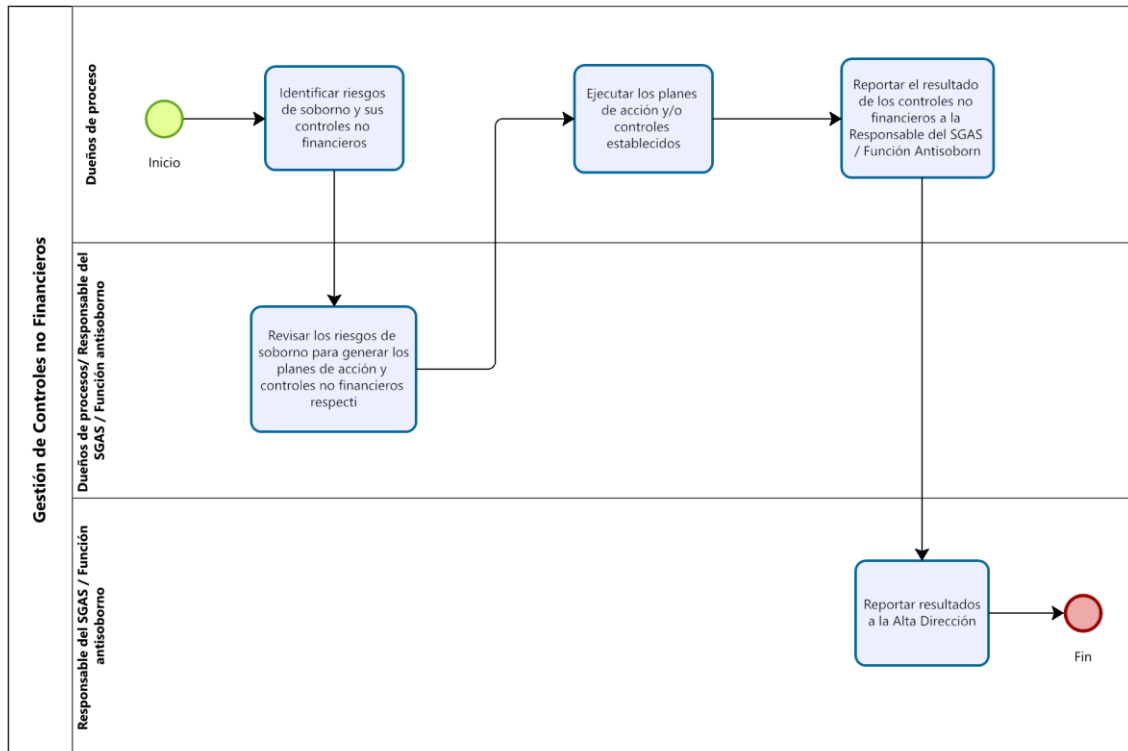 Gestión de Controles no Financieros
Dueños de
proceso
Inicio
Identificar riesgos
de soborno y sus
controles no
financieros
Ejecutar los planes
de acción y/o
controles
establecidos
Reportar el resultado
de los controles no
financieros a la
Responsable del SGAS
/ Función Antisoborn
Dueños de procesos/ Responsable del
SGAS / Función antisoborno
Revisar los riesgos de
soborno para generar los
planes de acción y
controles no financieros
respecti
Responsable del SGAS / Función
antisoborno
Reportar resultados
a la Alta Dirección
Fin